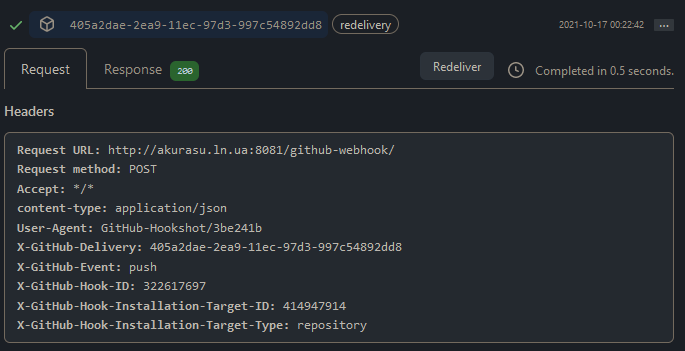 405a2dae-2ea9-11ec-97d3-997c54892dd8 redelivery 2021-10-17 00:22:42 ...
Request Response 200 Redeliver Completed in 0.5 seconds.
Headers
Request URL: http://akurasu.ln.ua:8081/github-webhook/
Request method: POST
Accept: */*
content-type: application/json
User-Agent: GitHub-Hookshot/3be241b
X-GitHub-Delivery: 405a2dae-2ea9-11ec-97d3-997c54892dd8
X-GitHub-Event: push
X-GitHub-Hook-ID: 322617697
X-GitHub-Hook-Installation-Target-ID: 414947914
X-GitHub-Hook-Installation-Target-Type: repository